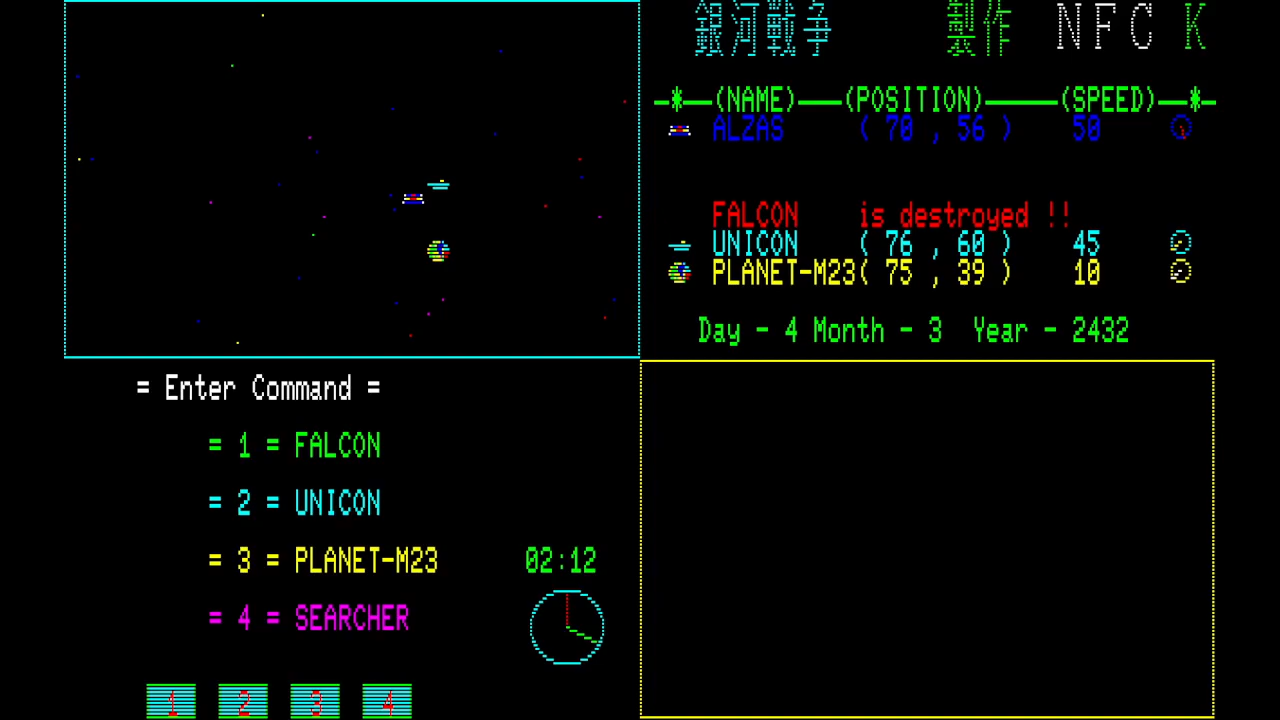 銀河戦争 製作 NFC K
-*-(NAME)-(POSITION)-(SPEED)-*-
ALZAS ( 70 , 56 ) 50
FALCON is destroyed !!
UNICON ( 76 , 60 ) 45
PLANET-M23( 75 , 39 ) 10
Day - 4 Month - 3 Year - 2432
= Enter Command =
= 1 = FALCON
= 2 = UNICON
= 3 = PLANET-M23
02:12
= 4 = SEARCHER
1 2 3 4